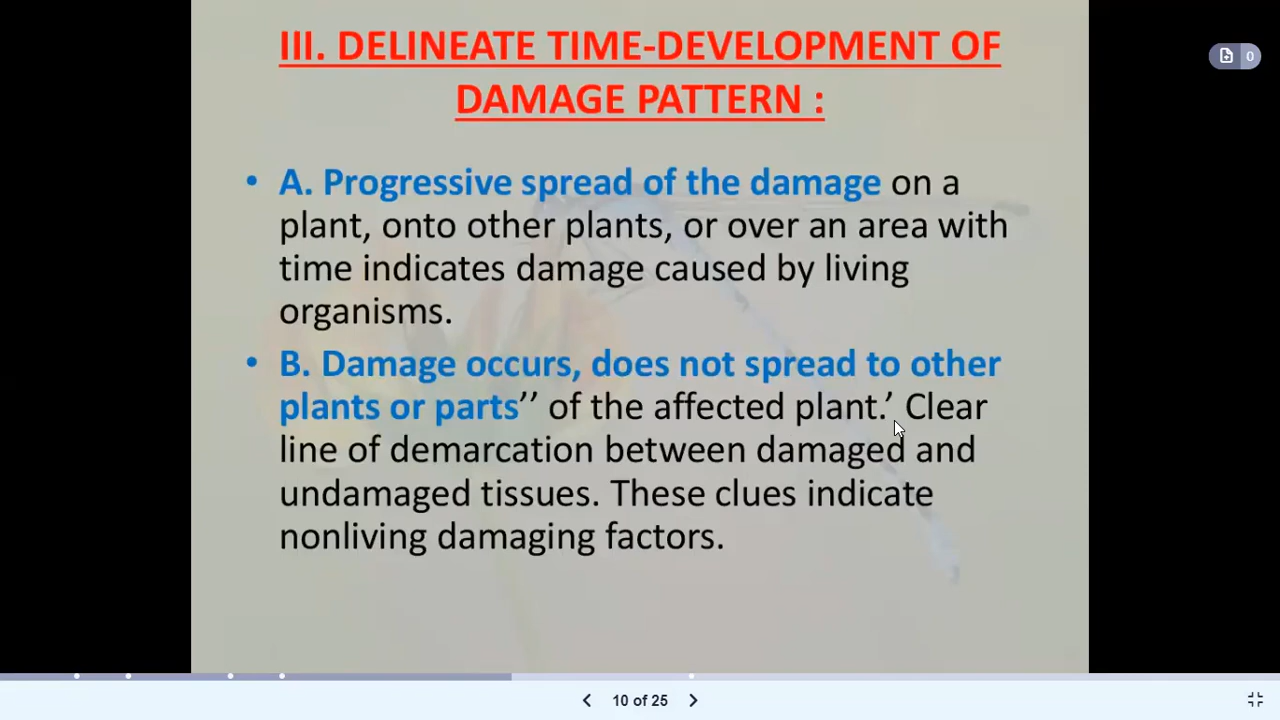 III. DELINEATE TIME-DEVELOPMENT OF
DAMAGE PATTERN :
0
• A. Progressive spread of the damage on a
plant, onto other plants, or over an area with
time indicates damage caused by living
organisms.
• B. Damage occurs, does not spread to other
plants or parts’’ of the affected plant.’ Clear
line of demarcation between damaged and
undamaged tissues. These clues indicate
nonliving damaging factors.
10 of 25